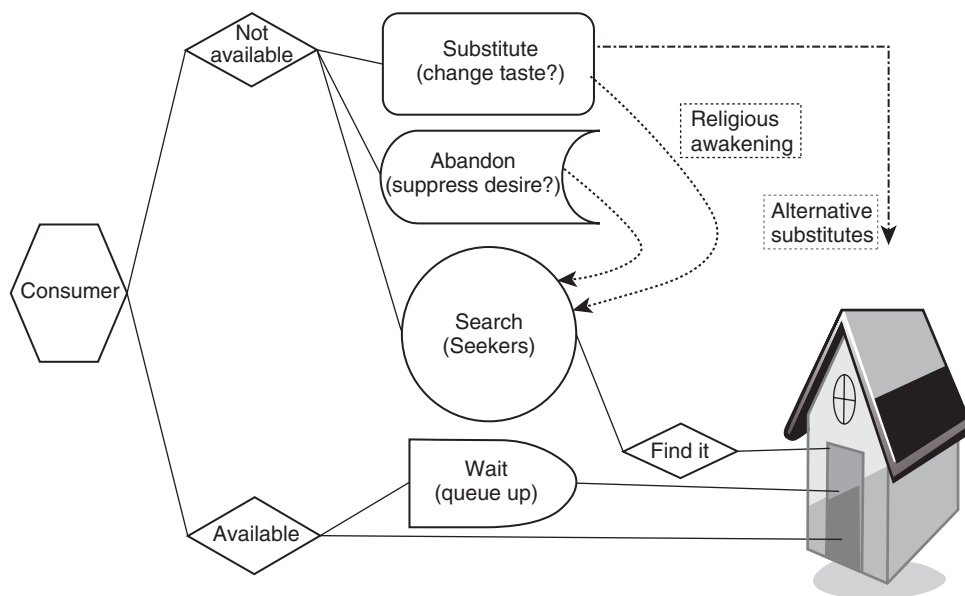 Not
available
Substitute
(change taste?)
Religious
awakening
Abandon
(suppress desire?)
Alternative
substitutes
Consumer
Search
(Seekers)
Find it
Wait
(queue up)
Available